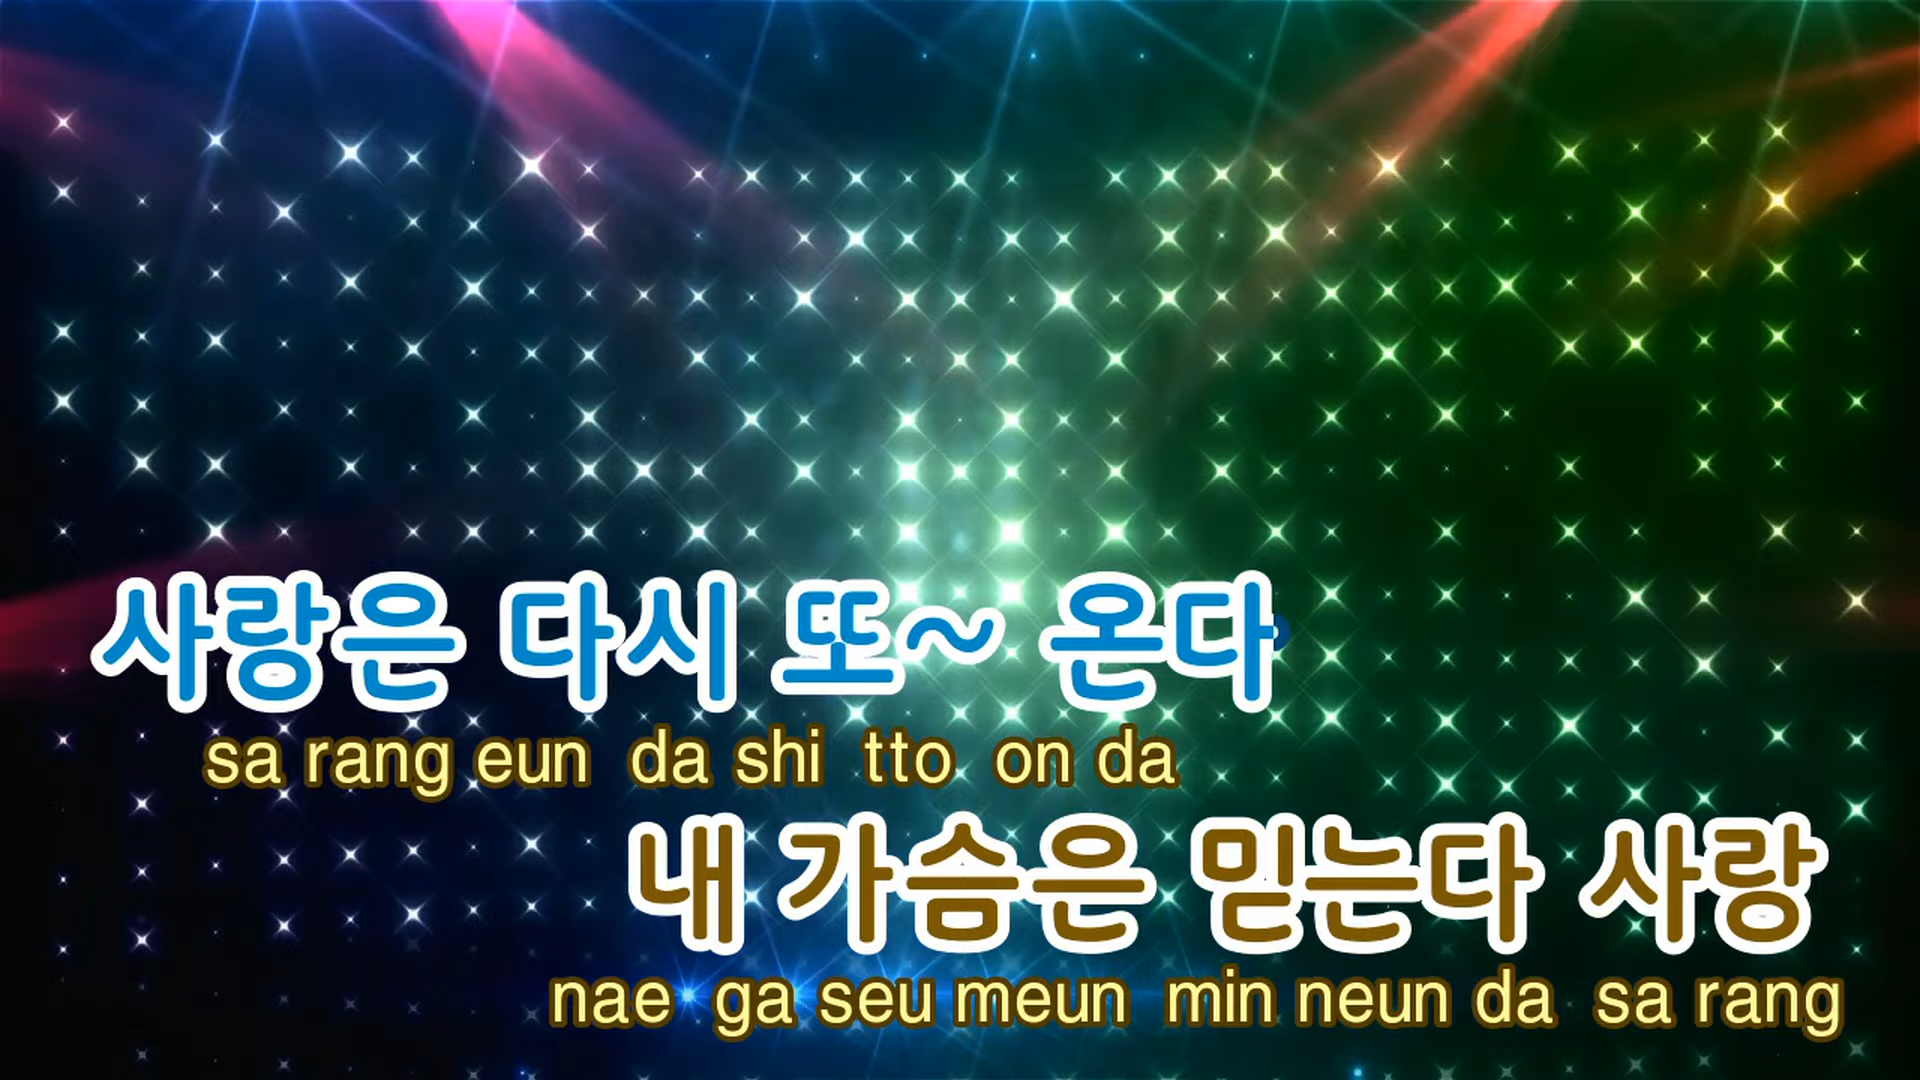 사랑은 다시 또~ 온다
sa rang eun da shi tto on da
내 가슴은 믿는다 사랑
nae ga seu meun min neun da sa rang